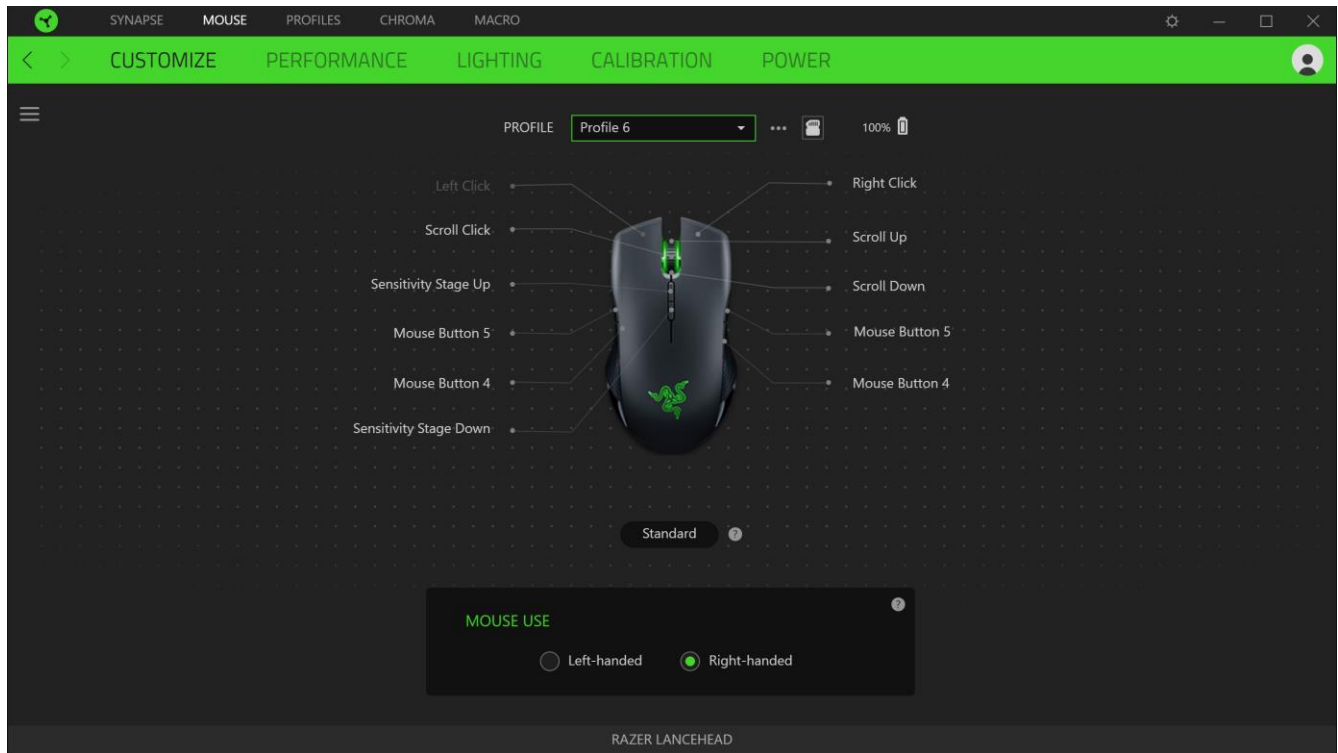 SYNAPSE MOUSE PROFILES CHROMA MACRO
CUSTOMIZE PERFORMANCE LIGHTING CALIBRATION POWER
PROFILE Profile 6 100%
Left Click Right Click
Scroll Click Scroll Up
Sensitivity Stage Up Scroll Down
Mouse Button 5 Mouse Button 5
Mouse Button 4 Mouse Button 4
Sensitivity Stage Down
Standard ?
MOUSE USE ?
Left-handed Right-handed
RAZER LANCEHEAD